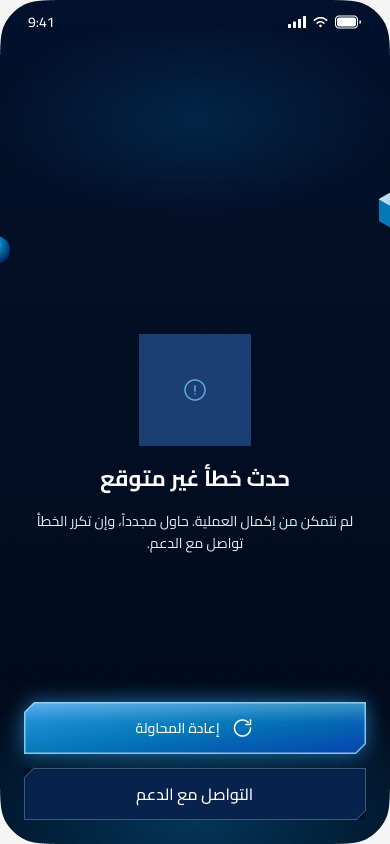 9:41
حدث خطأ غير متوقع
لم نتمكن من إكمال العملية. حاول مجدداً، وإن تكرر الخطأ
تواصل مع الدعم.
إعادة المحاولة
التواصل مع الدعم